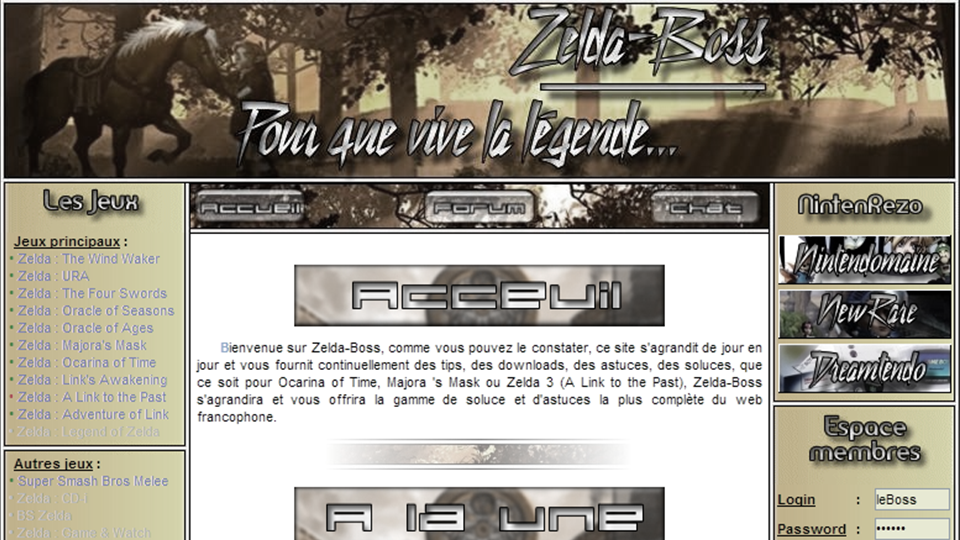 Zelda-Boss
Pour que vive la légende...
Les Jeux
Jeux principaux :
• Zelda : The Wind Waker
• Zelda : URA
• Zelda : The Four Swords
• Zelda : Oracle of Seasons
• Zelda : Oracle of Ages
• Zelda : Majora's Mask
• Zelda : Ocarina of Time
• Zelda : Link's Awakening
• Zelda : A Link to the Past
• Zelda : Adventure of Link
• Zelda : Legend of Zelda
Autres jeux :
• Super Smash Bros Melee
• Zelda : CD-i
• BS Zelda
• Zelda : Game & Watch
Accueil Forum Chat
Acceuil
Bienvenue sur Zelda-Boss, comme vous pouvez le constater, ce site s'agrandit de jour en
jour et vous fournit continuellement des tips, des downloads, des astuces, des soluces, que
ce soit pour Ocarina of Time, Majora 's Mask ou Zelda 3 (A Link to the Past), Zelda-Boss
s'agrandira et vous offrira la gamme de soluce et d'astuces la plus complète du web
francophone.
A la une
NintenRezo
Nintendomaine
New Rare
Dreamtendo
Espace
membres
Login : leBoss
Password : ••••••